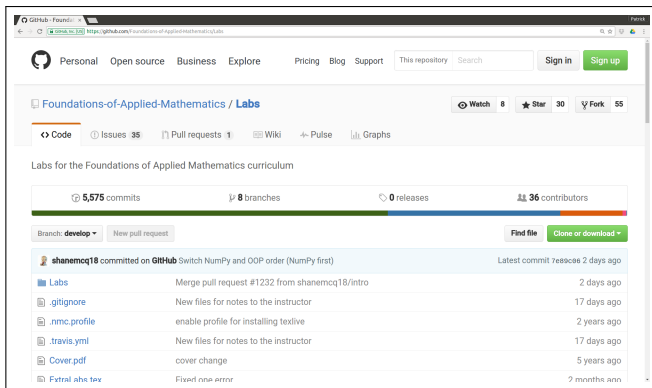 GitHub - Foundat ×
Patrick
GitHub, Inc. [US] https://github.com/Foundations-of-Applied-Mathematics/Labs
Personal Open source Business Explore Pricing Blog Support This repository Search Sign in Sign up
Foundations-of-Applied-Mathematics / Labs Watch 8 Star 30 Fork 55
Code Issues 35 Pull requests 1 Wiki Pulse Graphs
Labs for the Foundations of Applied Mathematics curriculum
5,575 commits 8 branches 0 releases 36 contributors
Branch: develop New pull request Find file Clone or download
shanemcq18 committed on GitHub Switch NumPy and OOP order (NumPy first) Latest commit 7e89c06 2 days ago
Labs Merge pull request #1232 from shanemcq18/intro 2 days ago
.gitignore New files for notes to the instructor 17 days ago
.nmc.profile enable profile for installing texlive 2 years ago
.travis.yml New files for notes to the instructor 17 days ago
Cover.pdf cover change 5 years ago
ExtraLabs.tex Fixed one error 2 months ago